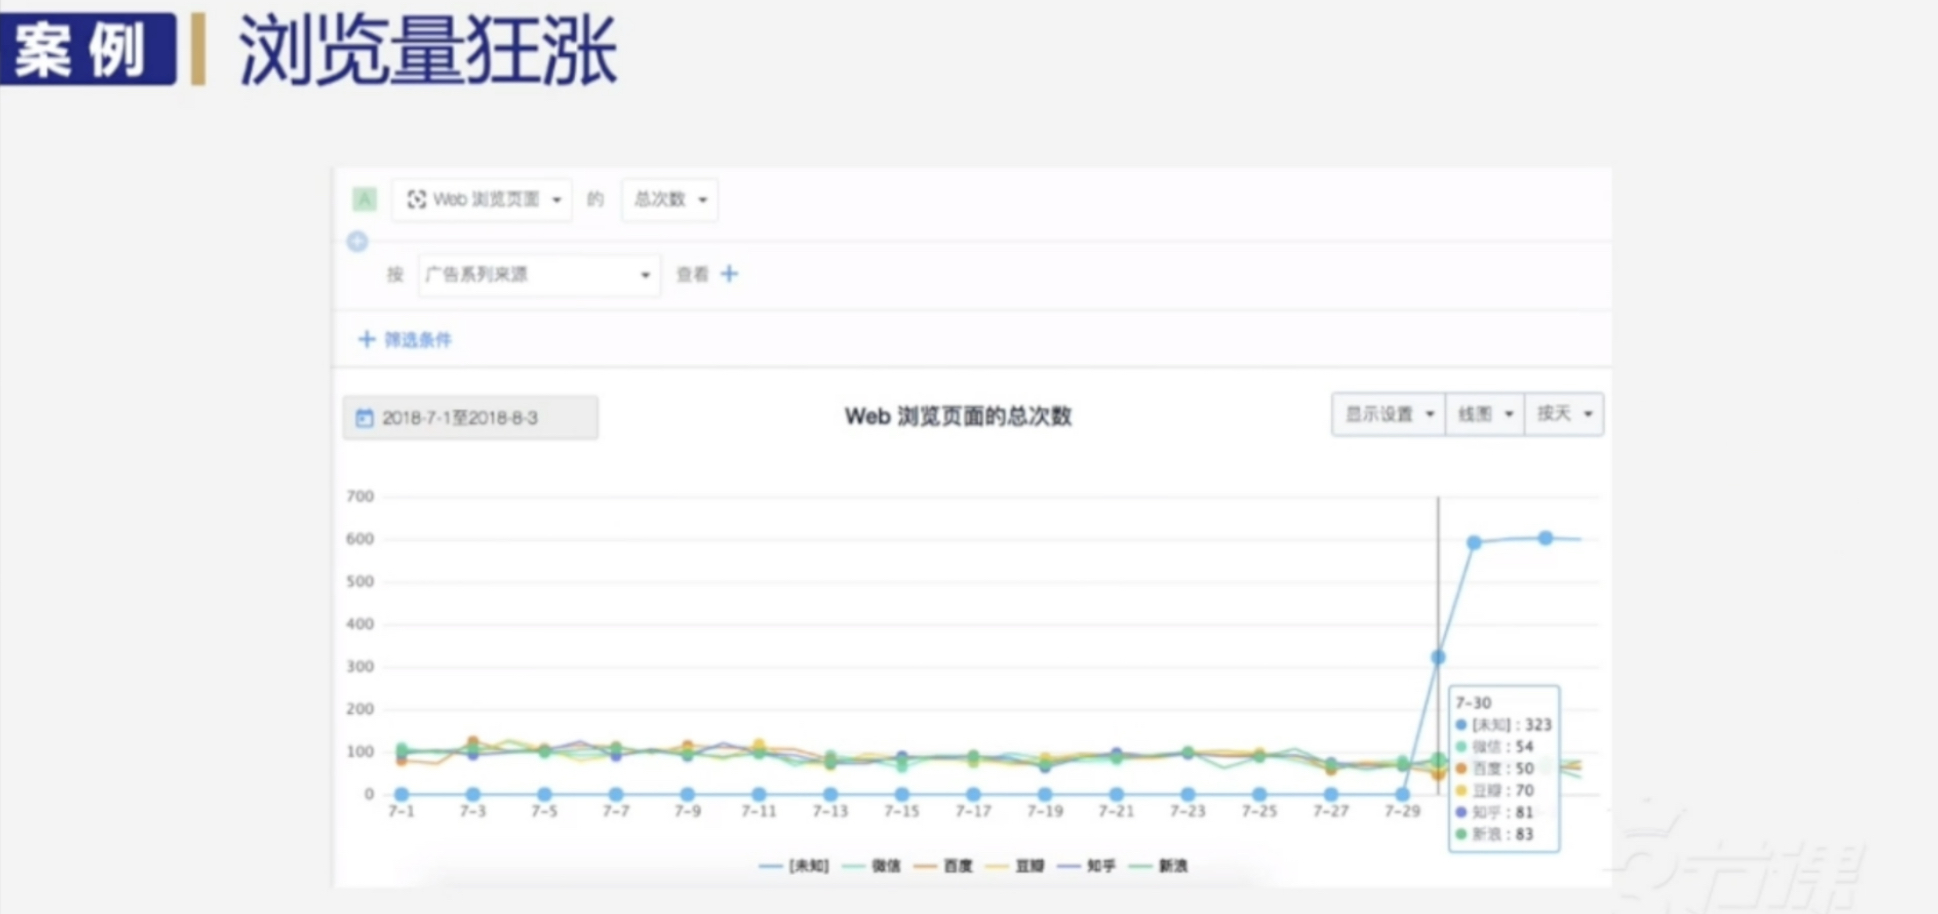 案例 浏览量狂涨
A Web 浏览页面 的 总次数
按 广告系列来源 查看 +
+ 筛选条件
2018-7-1至2018-8-3
Web 浏览页面的总次数
显示设置 线图 按天
700
600
500
400
300
200
100
0
7-1 7-3 7-5 7-7 7-9 7-11 7-13 7-15 7-17 7-19 7-21 7-23 7-25 7-27 7-29
7-30
[未知] : 323
微信 : 54
百度 : 50
豆瓣 : 70
知乎 : 81
新浪 : 83
[未知] 微信 百度 豆瓣 知乎 新浪